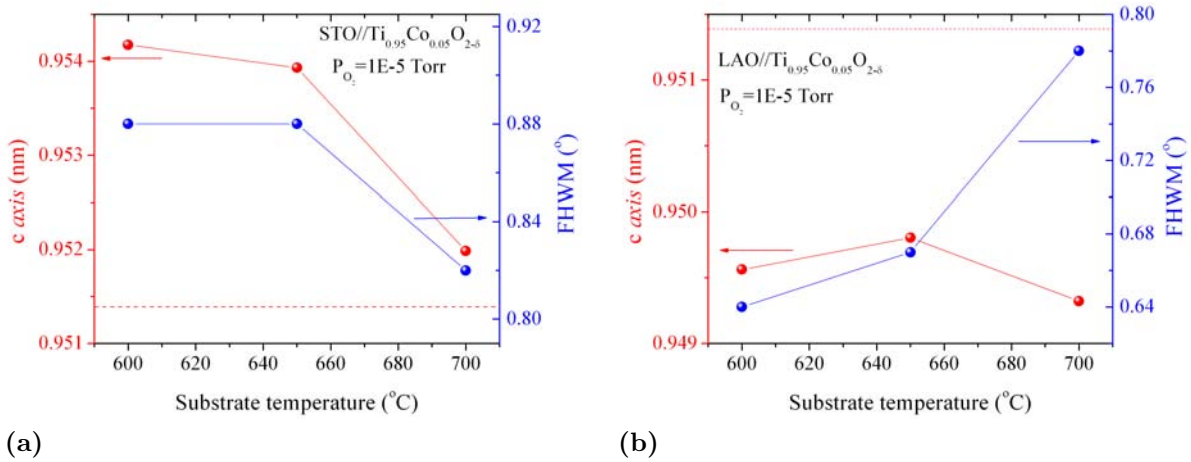 STO//Ti0.95Co0.05O2-δ
PO2=1E-5 Torr
0.954
0.953
0.952
0.951
c axis (nm)
0.92
0.88
0.84
0.80
FHWM (°)
600 620 640 660 680 700
Substrate temperature (°C)
(a)
LAO//Ti0.95Co0.05O2-δ
PO2=1E-5 Torr
0.951
0.950
0.949
c axis (nm)
0.80
0.76
0.72
0.68
0.64
FHWM (°)
600 620 640 660 680 700
Substrate temperature (°C)
(b)